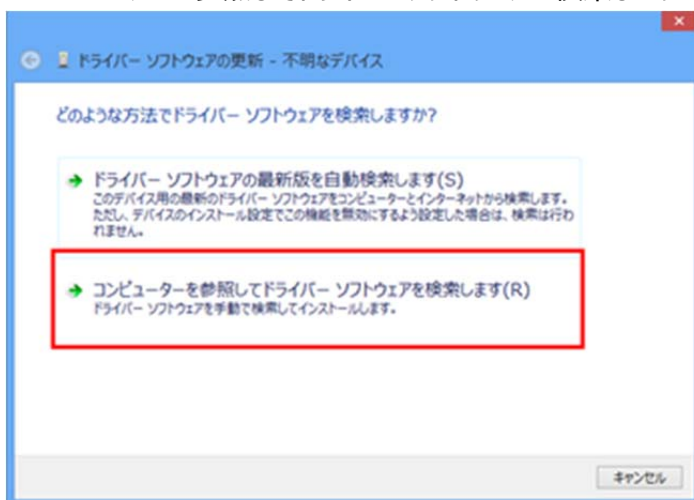 ドライバー ソフトウェアの更新 - 不明なデバイス
どのような方法でドライバー ソフトウェアを検索しますか?
ドライバー ソフトウェアの最新版を自動検索します(S)
このデバイス用の最新のドライバー ソフトウェアをコンピューターとインターネットから検索します。
ただし、デバイスのインストール設定でこの機能を無効にするよう設定した場合は、検索は行わ
れません。
コンピューターを参照してドライバー ソフトウェアを検索します(R)
ドライバー ソフトウェアを手動で検索してインストールします。
キャンセル